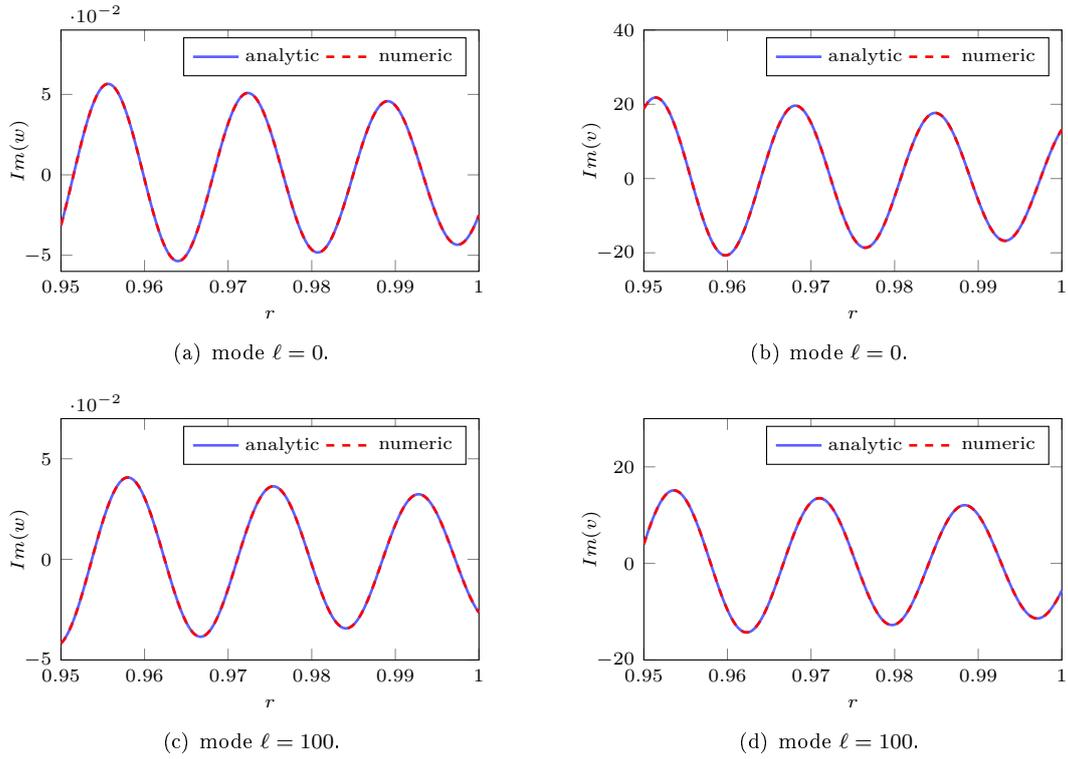 ·10−2
analytic numeric
5
0
−5
Im(w)
0.95 0.96 0.97 0.98 0.99 1
r
(a) mode ℓ = 0.
analytic numeric
40
20
0
−20
Im(v)
0.95 0.96 0.97 0.98 0.99 1
r
(b) mode ℓ = 0.
·10−2
analytic numeric
5
0
−5
Im(w)
0.95 0.96 0.97 0.98 0.99 1
r
(c) mode ℓ = 100.
analytic numeric
20
0
−20
Im(v)
0.95 0.96 0.97 0.98 0.99 1
r
(d) mode ℓ = 100.